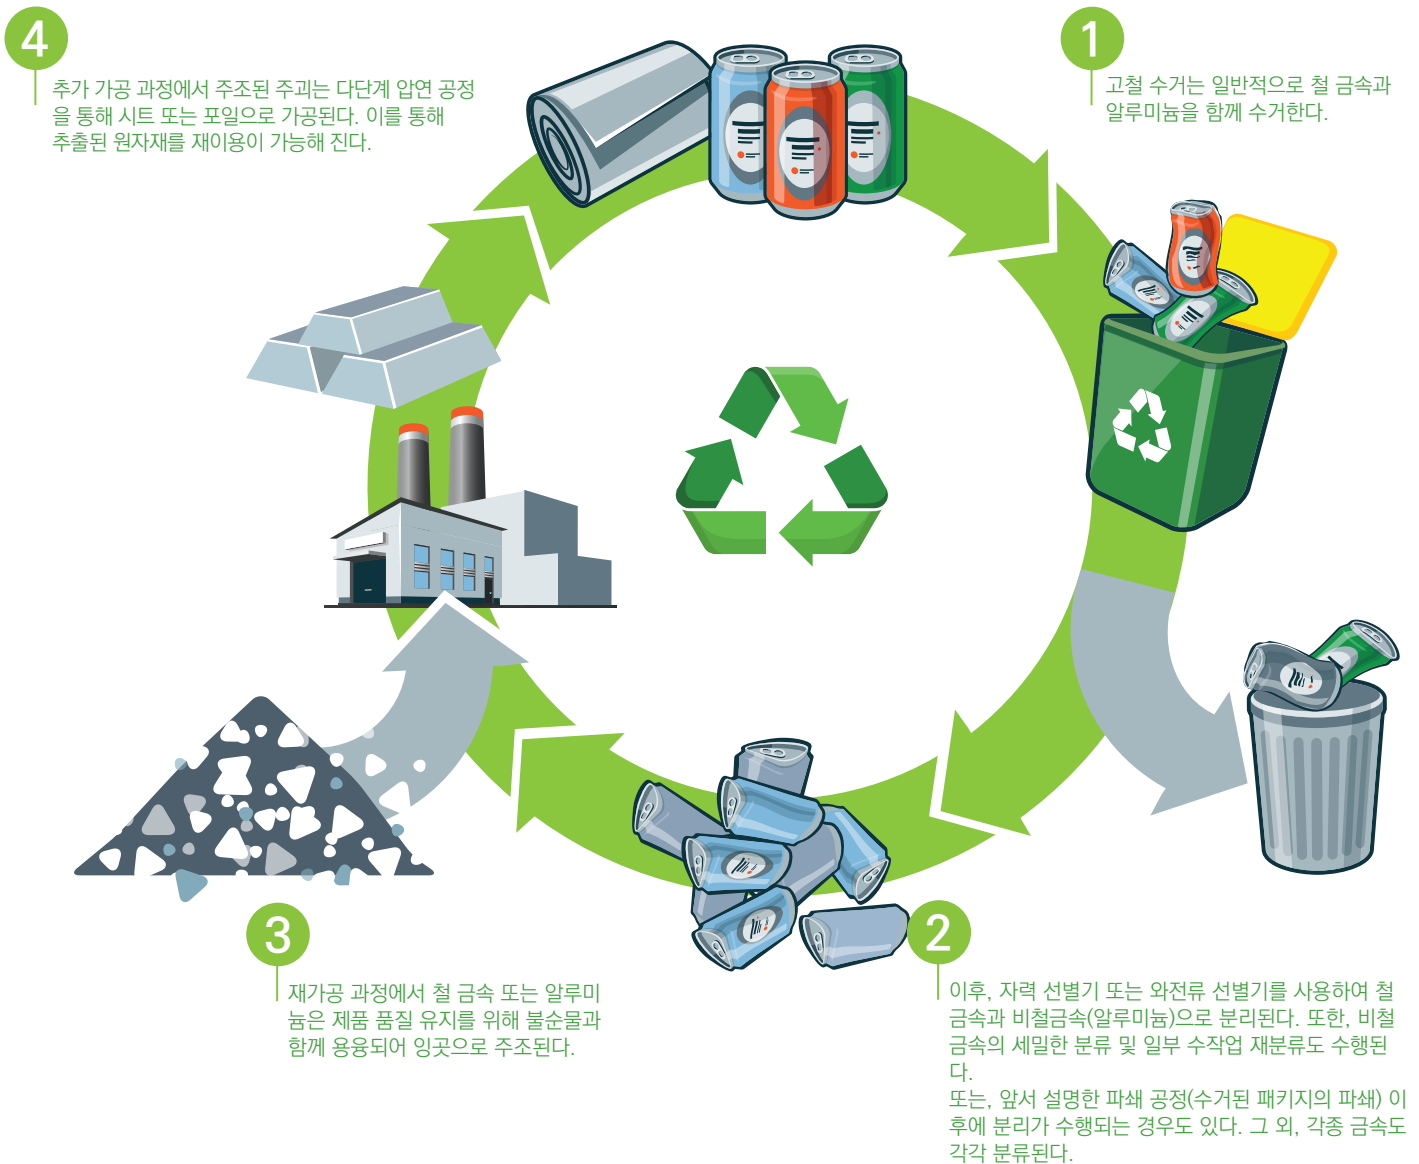 1
고철 수거는 일반적으로 철 금속과
알루미늄을 함께 수거한다.
2
이후, 자력 선별기 또는 와전류 선별기를 사용하여 철
금속과 비철금속(알루미늄)으로 분리된다. 또한, 비철
금속의 세밀한 분류 및 일부 수작업 재분류도 수행된
다.
또는, 앞서 설명한 파쇄 공정(수거된 패키지의 파쇄) 이
후에 분리가 수행되는 경우도 있다. 그 외, 각종 금속도
각각 분류된다.
3
재가공 과정에서 철 금속 또는 알루미
늄은 제품 품질 유지를 위해 불순물과
함께 용융되어 잉곳으로 주조된다.
4
추가 가공 과정에서 주조된 주괴는 다단계 압연 공정
을 통해 시트 또는 포일으로 가공된다. 이를 통해
추출된 원자재를 재이용이 가능해 진다.